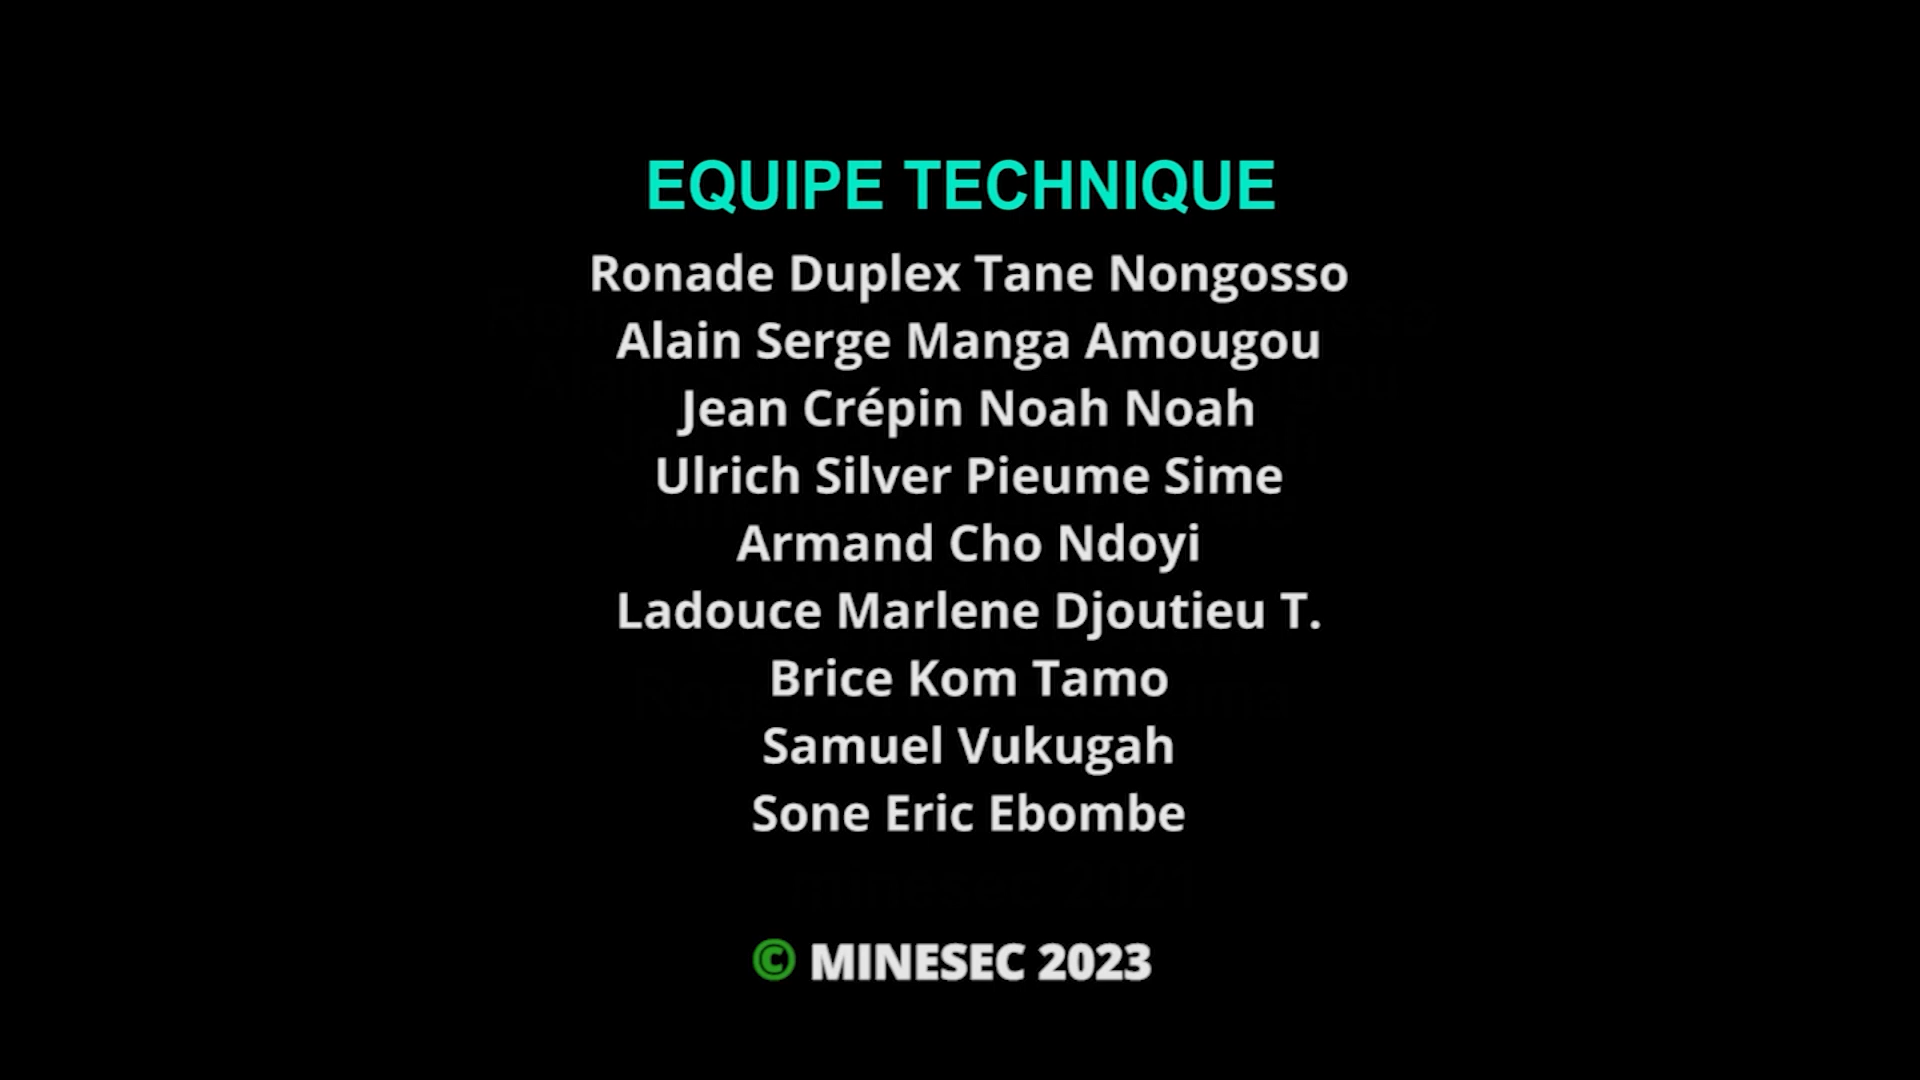 EQUIPE TECHNIQUE
Ronade Duplex Tane Nongosso
Alain Serge Manga Amougou
Jean Crépin Noah Noah
Ulrich Silver Pieume Sime
Armand Cho Ndoyi
Ladouce Marlene Djoutieu T.
Brice Kom Tamo
Samuel Vukugah
Sone Eric Ebombe
© MINESEC 2023